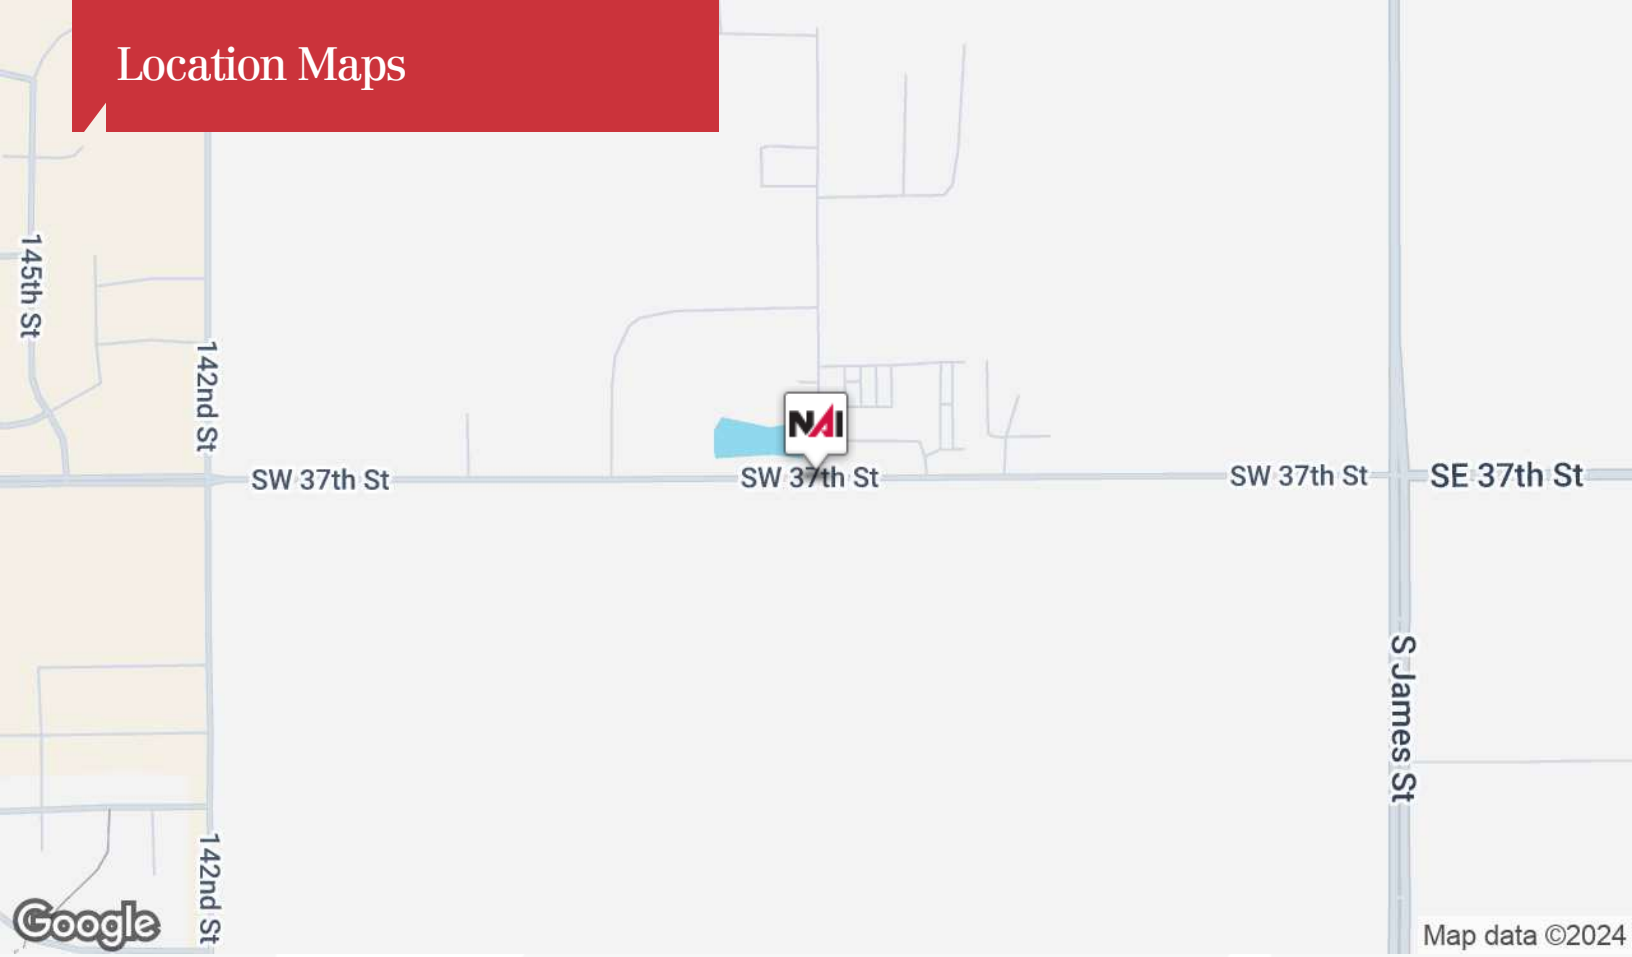 Location Maps
145th St
142nd St
NAI
SW 37th St
SW 37th St
SW 37th St
SE 37th St
S James St
142nd St
Google
Map data ©2024